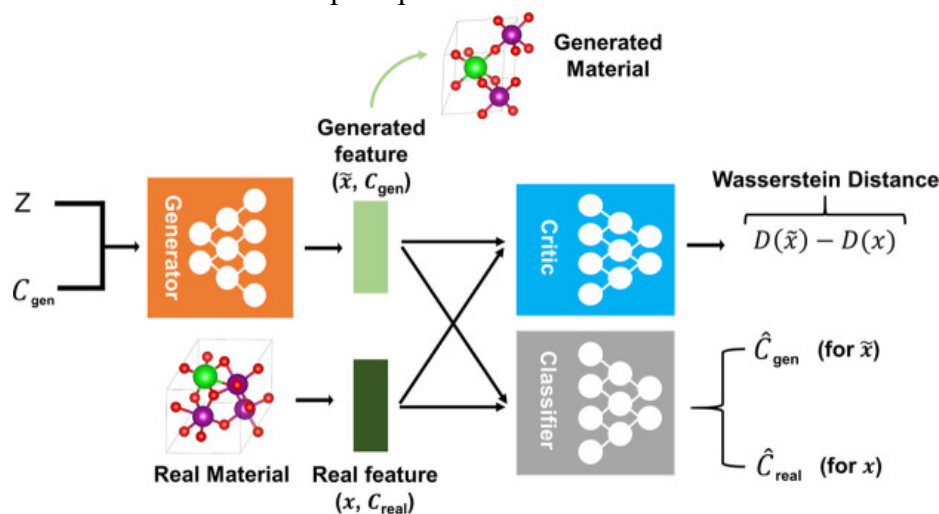 Generated
Material
Generated
feature
(x̃, C_gen)
Z
C_gen
Generator
Critic
Wasserstein Distance
D(x̃) − D(x)
Classifier
Ĉ_gen (for x̃)
Ĉ_real (for x)
Real Material
Real feature
(x, C_real)